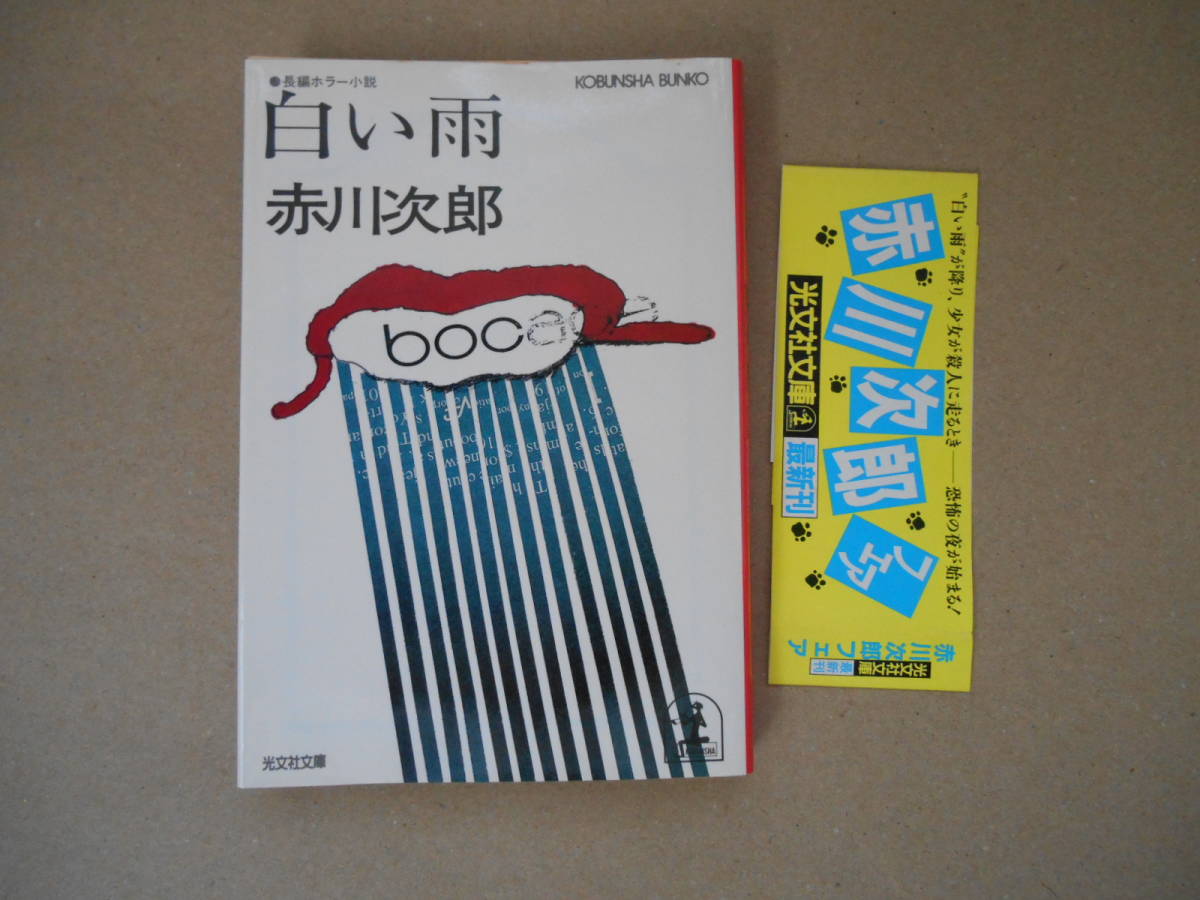 ●長編ホラー小説
KOBUNSHA BUNKO
白い雨
赤川次郎
boca
光文社文庫
“白い雨”が降り、少女が殺人に走るとき――恐怖の夜が始まる!
赤川次郎フェア
光文社文庫
最新刊
赤川次郎フェア
光文社文庫
最新刊